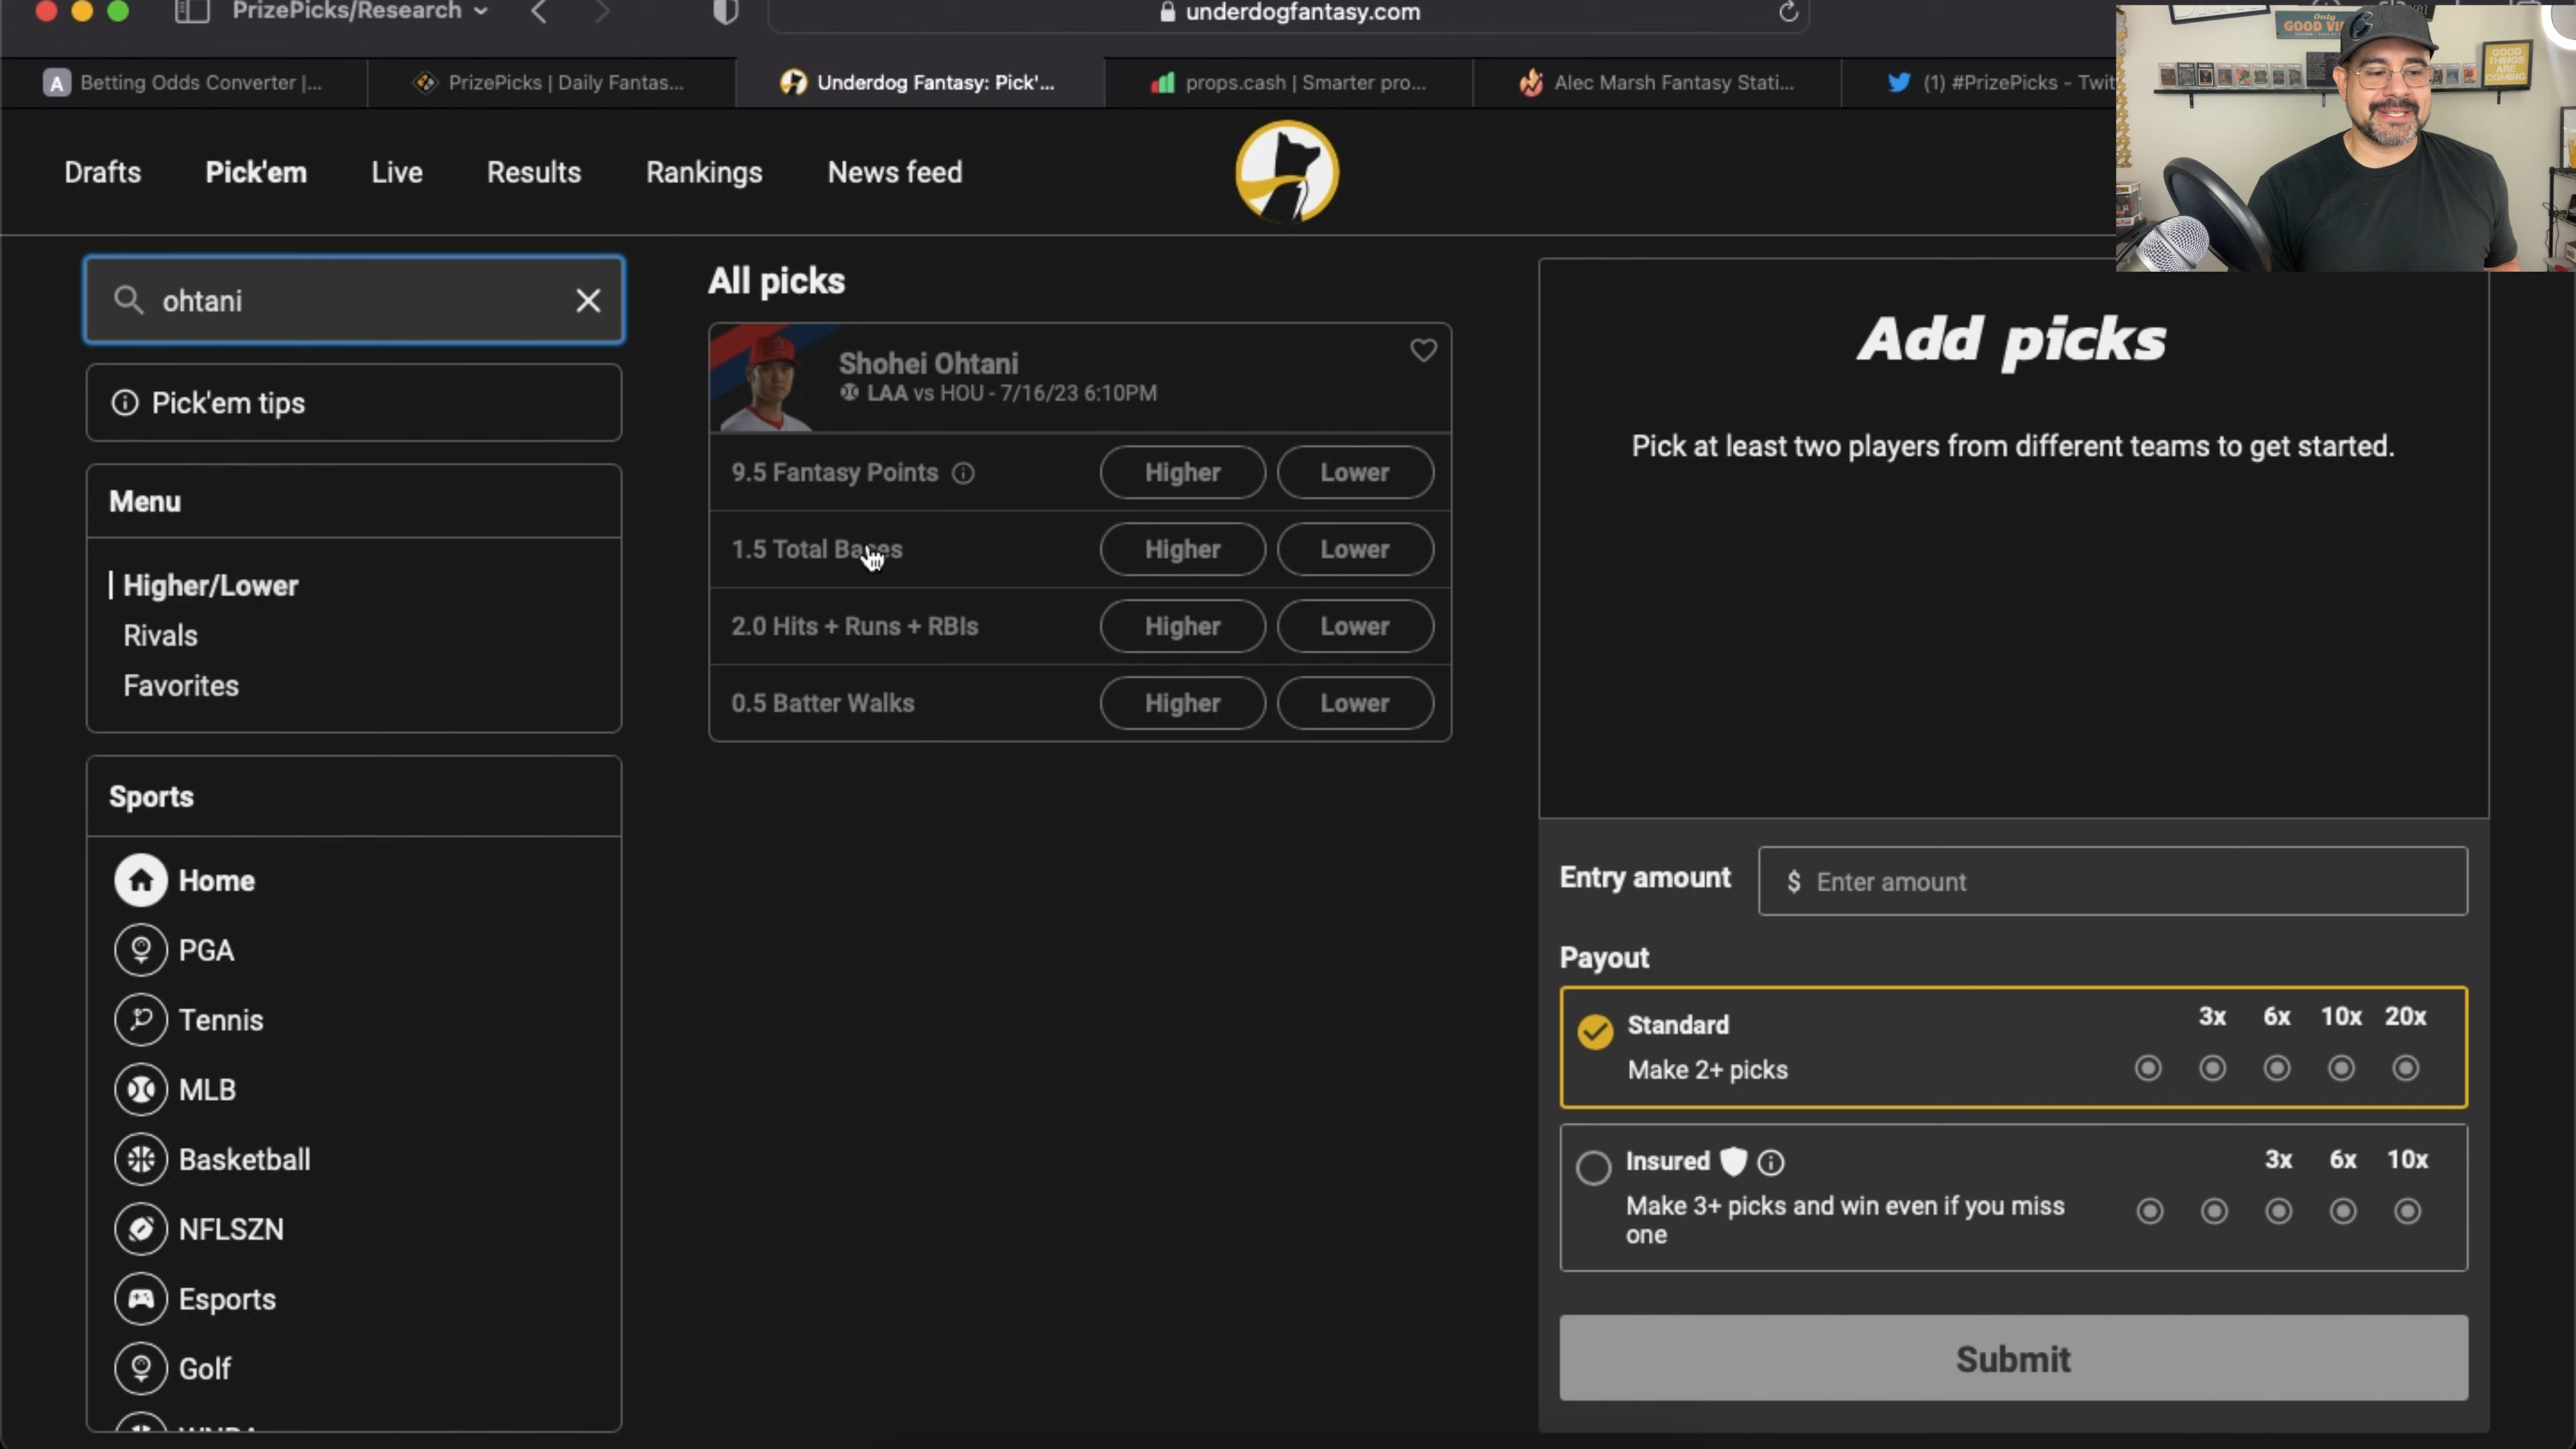 PrizePicks/Research
underdogfantasy.com
Betting Odds Converter |...
PrizePicks | Daily Fantas...
Underdog Fantasy: Pick'...
props.cash | Smarter pro...
Alec Marsh Fantasy Stati...
(1) #PrizePicks - Twit
Only
GOOD
GOOD
THINGS
ARE
COMING
Drafts
Pick'em
Live
Results
Rankings
News feed
ohtani
Pick'em tips
Menu
Higher/Lower
Rivals
Favorites
Sports
Home
PGA
Tennis
MLB
Basketball
NFLSZN
Esports
Golf
All picks
Shohei Ohtani
LAA vs HOU - 7/16/23 6:10PM
9.5 Fantasy Points Higher Lower
1.5 Total Bases Higher Lower
2.0 Hits + Runs + RBIs Higher Lower
0.5 Batter Walks Higher Lower
Add picks
Pick at least two players from different teams to get started.
Entry amount $ Enter amount
Payout
Standard 3x 6x 10x 20x
Make 2+ picks
Insured 3x 6x 10x
Make 3+ picks and win even if you miss
one
Submit